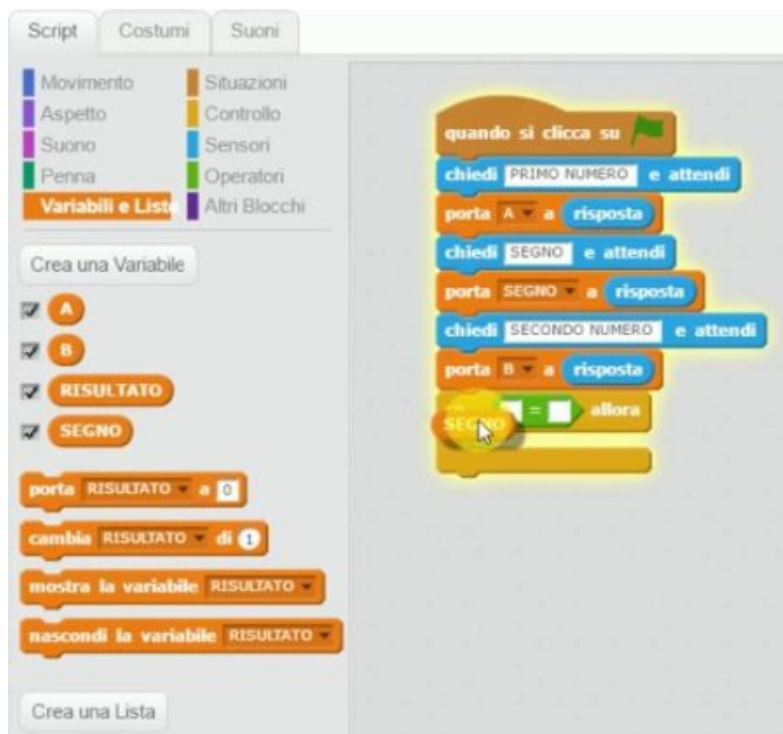 Script Costumi Suoni
Movimento Situazioni
Aspetto Controllo
Suono Sensori
Penna Operatori
Variabili e Liste Altri Blocchi
Crea una Variabile
A
B
RISULTATO
SEGNO
porta RISULTATO a 0
cambia RISULTATO di 1
mostra la variabile RISULTATO
nascondi la variabile RISULTATO
Crea una Lista
quando si clicca su
chiedi PRIMO NUMERO e attendi
porta A a risposta
chiedi SEGNO e attendi
porta SEGNO a risposta
chiedi SECONDO NUMERO e attendi
porta B a risposta
= allora
SEGNO